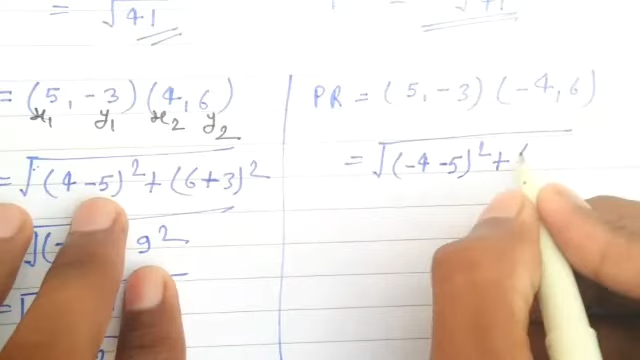 = √41
= (5, -3) (4, 6)
x₁ y₁ x₂ y₂
= √(4-5)² + (6+3)²
9²
PR = (5, -3) (-4, 6)
= √(-4-5)² + (